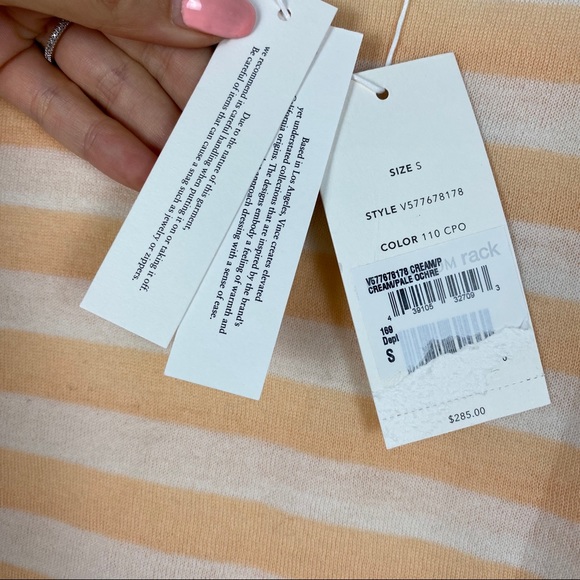 Due to the nature of this garment,
we recommend its careful handling when putting it on or taking it off.
Be careful of items that can cause a snag such as jewelry or zippers.
Based in Los Angeles, Vince creates elevated
yet understated collections that are inspired by the brand's
California origins. The designs embody a feeling of warmth and
dressing with a sense of ease.
SIZE S
STYLE V577678178
COLOR 110 CPO
rack
V577678178 CREAM/P
CREAM/PALE OCHRE
4 39105 32709 3
169
Dept
S
$285.00